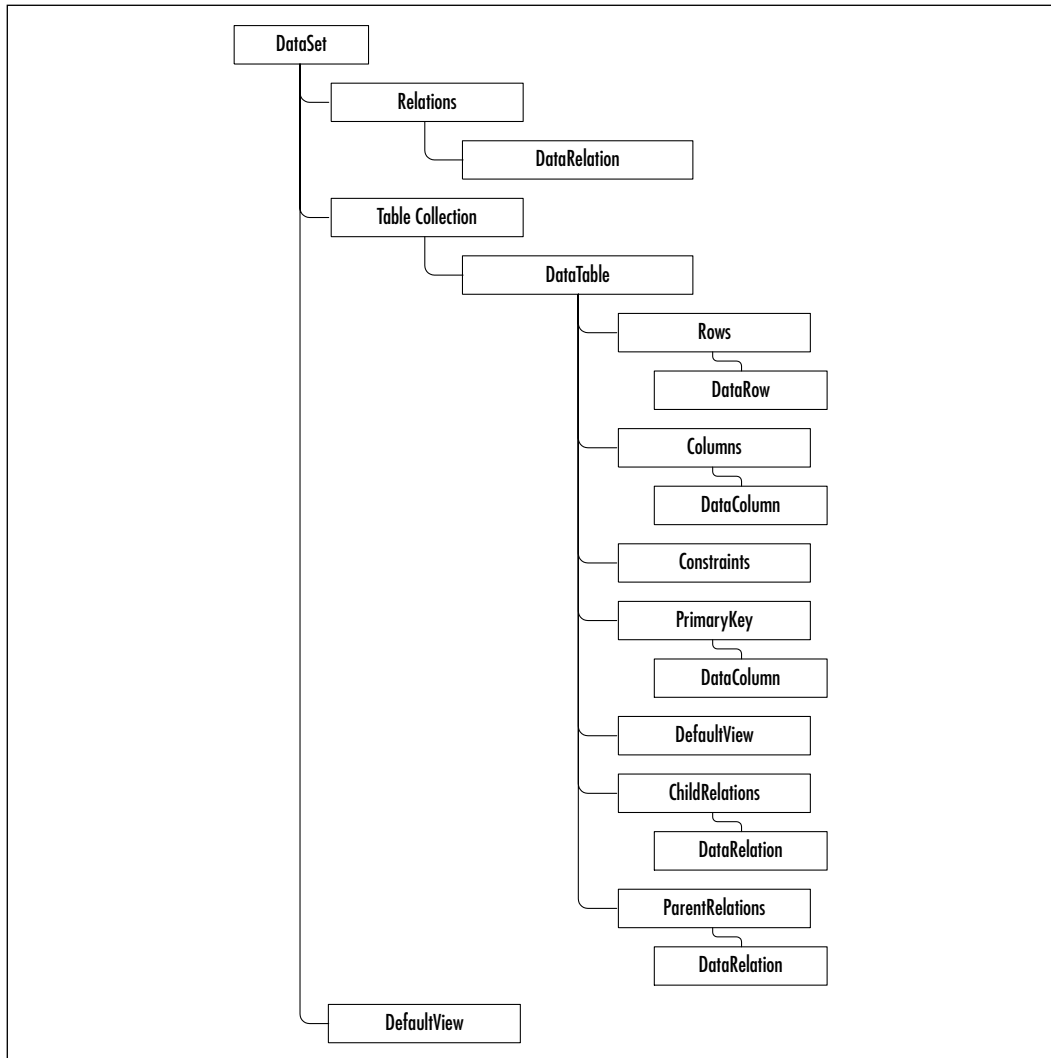 DataSet
Relations
DataRelation
Table Collection
DataTable
Rows
DataRow
Columns
DataColumn
Constraints
PrimaryKey
DataColumn
DefaultView
ChildRelations
DataRelation
ParentRelations
DataRelation
DefaultView